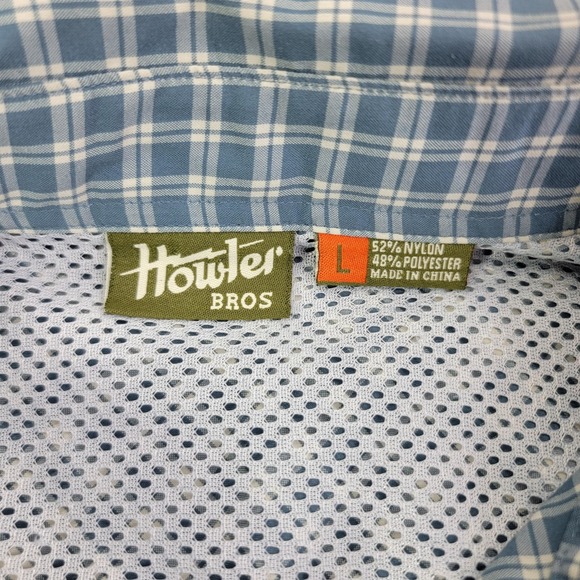 Howler
BROS
L
52% NYLON
48% POLYESTER
MADE IN CHINA